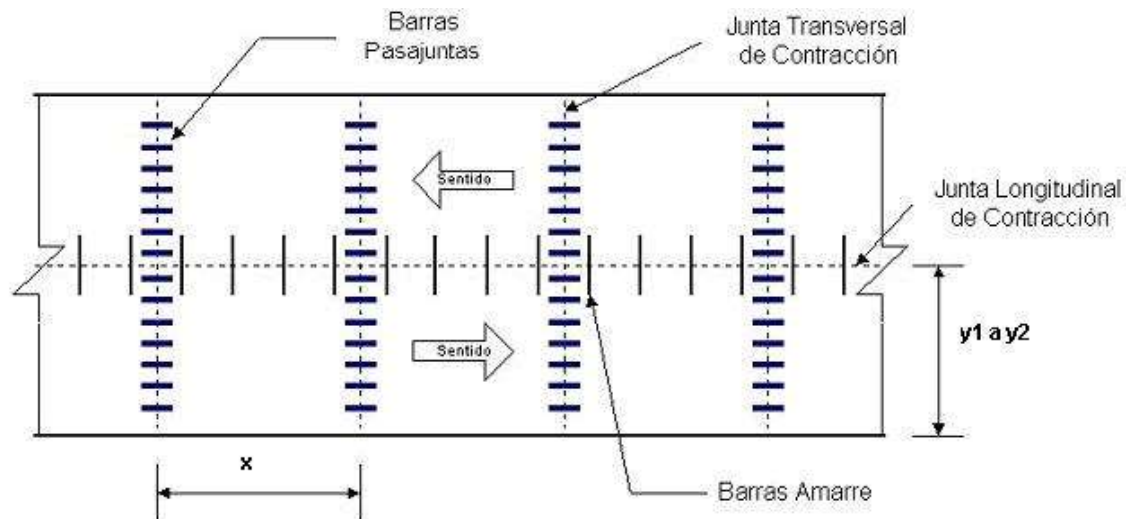 Barras
Pasajuntas
Junta Transversal
de Contracción
Sentido
Junta Longitudinal
de Contracción
Sentido
y1 a y2
x
Barras Amarre